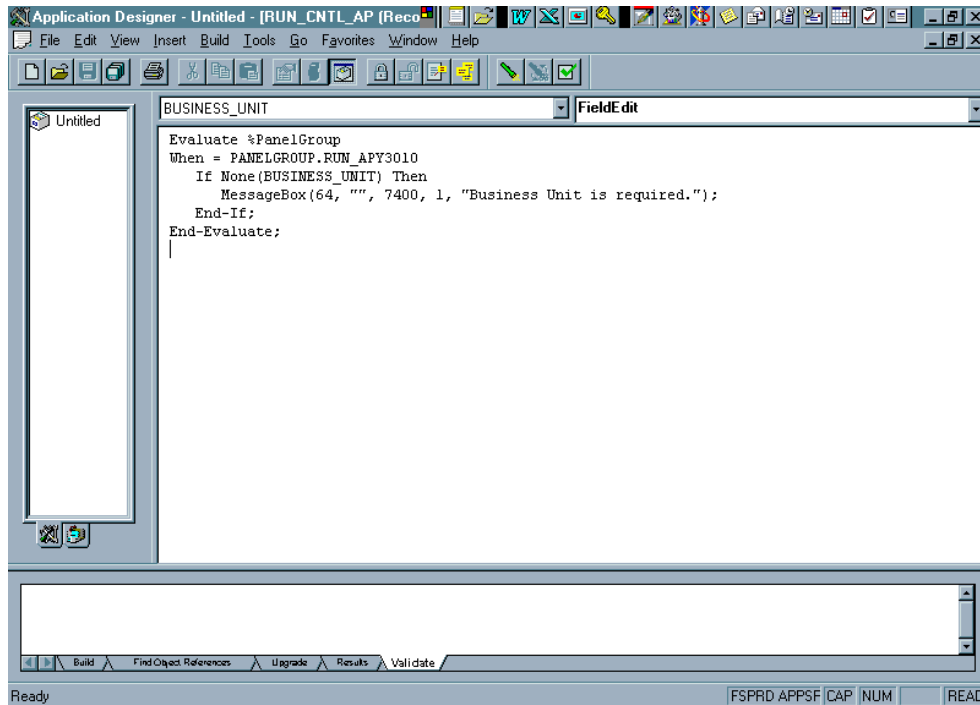 Application Designer - Untitled - [RUN_CNTL_AP (Reco
File Edit View Insert Build Tools Go Favorites Window Help
Untitled
BUSINESS_UNIT
FieldEdit
Evaluate %PanelGroup
When = PANELGROUP.RUN_APY3010
If None(BUSINESS_UNIT) Then
MessageBox(64, "", 7400, 1, "Business Unit is required.");
End-If;
End-Evaluate;
Build Find Object References Upgrade Results Validate
Ready FSPRD APPSF CAP NUM READ